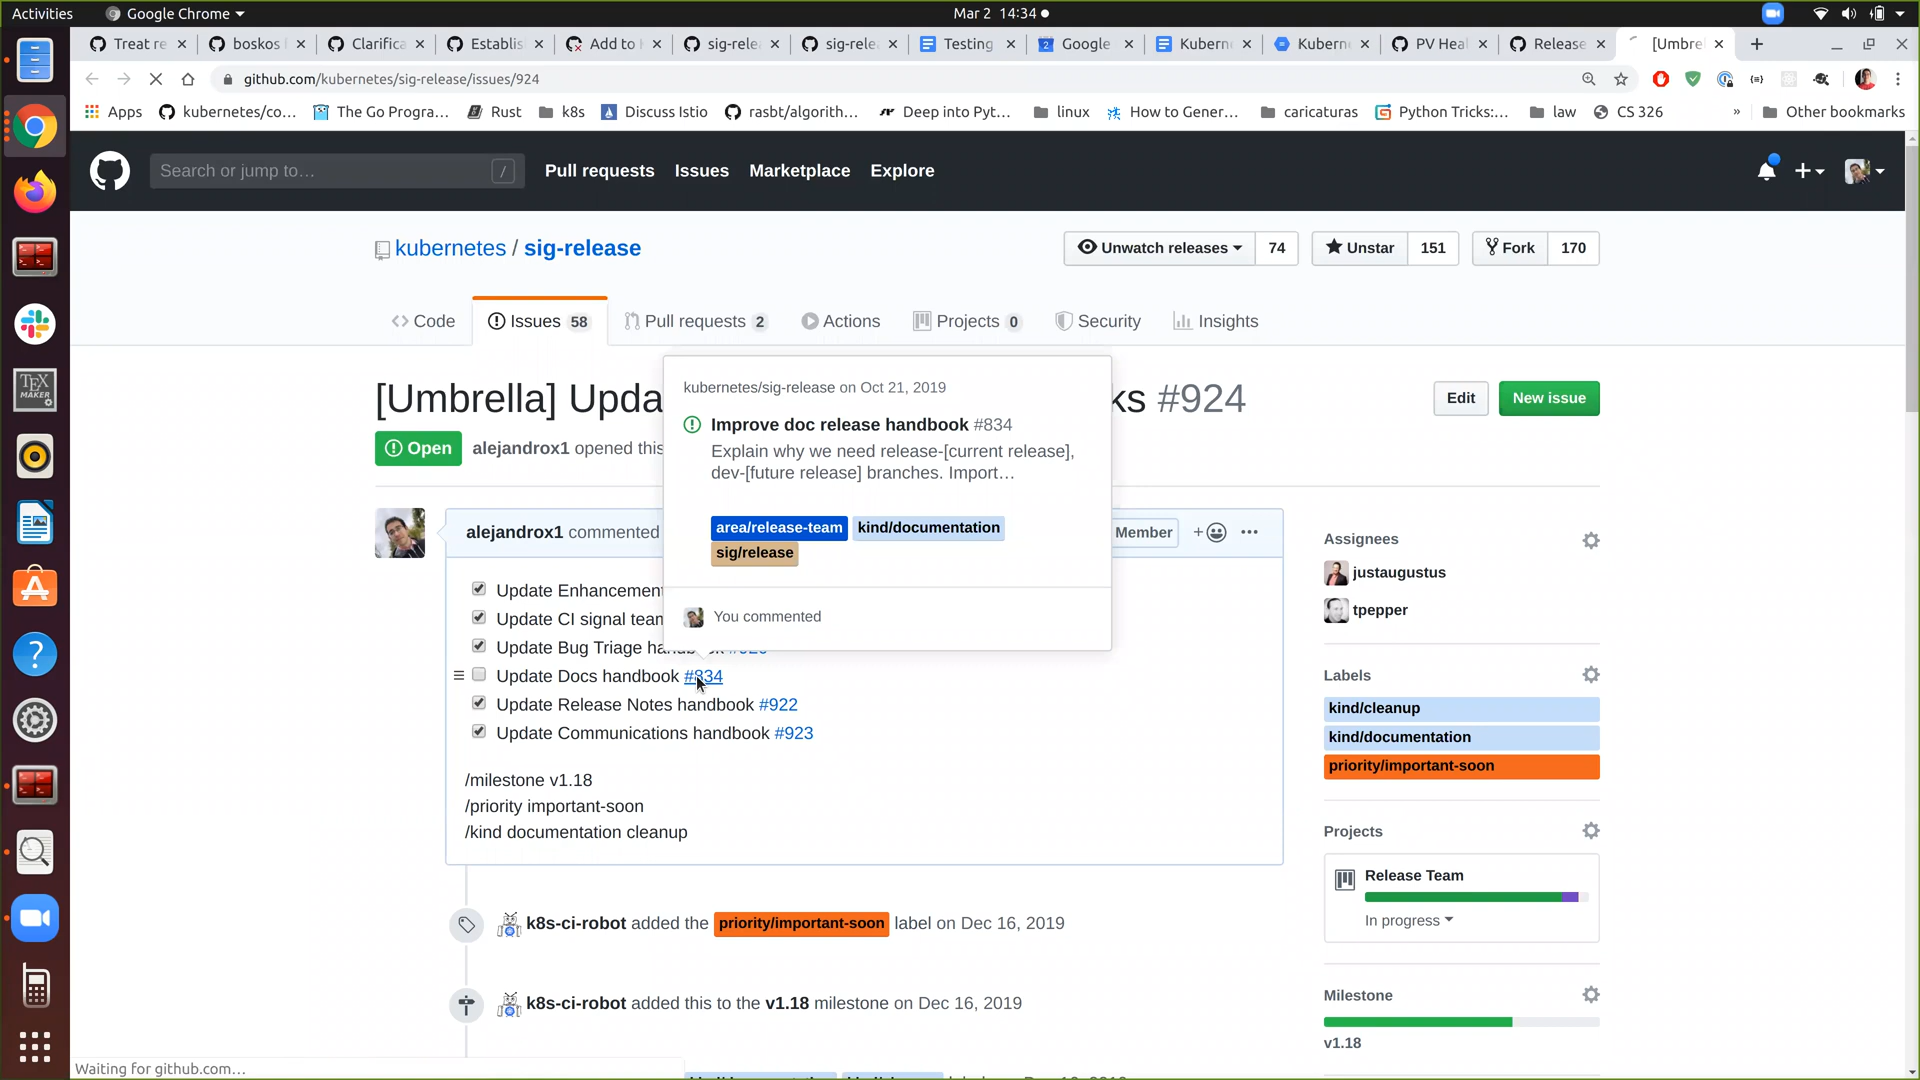 Activities
Google Chrome
Mar 2 14:34
Treat re
boskos
Clarifica
Establis
Add to
sig-rele
sig-rele
Testing
Google
Kubern
Kubern
PV Heal
Release
[Umbre
github.com/kubernetes/sig-release/issues/924
Apps
kubernetes/co...
The Go Progra...
Rust
k8s
Discuss Istio
rasbt/algorith...
Deep into Pyt...
linux
How to Gener...
caricaturas
Python Tricks:...
law
CS 326
»
Other bookmarks
Search or jump to...
/
Pull requests
Issues
Marketplace
Explore
kubernetes / sig-release
Unwatch releases 74
Unstar 151
Fork 170
Code
Issues 58
Pull requests 2
Actions
Projects 0
Security
Insights
[Umbrella] Upda
ks #924
Edit
New issue
Open
alejandrox1 opened this
kubernetes/sig-release on Oct 21, 2019
Improve doc release handbook #834
Explain why we need release-[current release],
dev-[future release] branches. Import...
area/release-team kind/documentation
sig/release
You commented
alejandrox1 commented
Member
Update Enhancement
Update CI signal team
Update Bug Triage
Update Docs handbook #834
Update Release Notes handbook #922
Update Communications handbook #923
/milestone v1.18
/priority important-soon
/kind documentation cleanup
k8s-ci-robot added the priority/important-soon label on Dec 16, 2019
k8s-ci-robot added this to the v1.18 milestone on Dec 16, 2019
Assignees
justaugustus
tpepper
Labels
kind/cleanup
kind/documentation
priority/important-soon
Projects
Release Team
In progress
Milestone
v1.18
Waiting for github.com...
TEX
MAKER